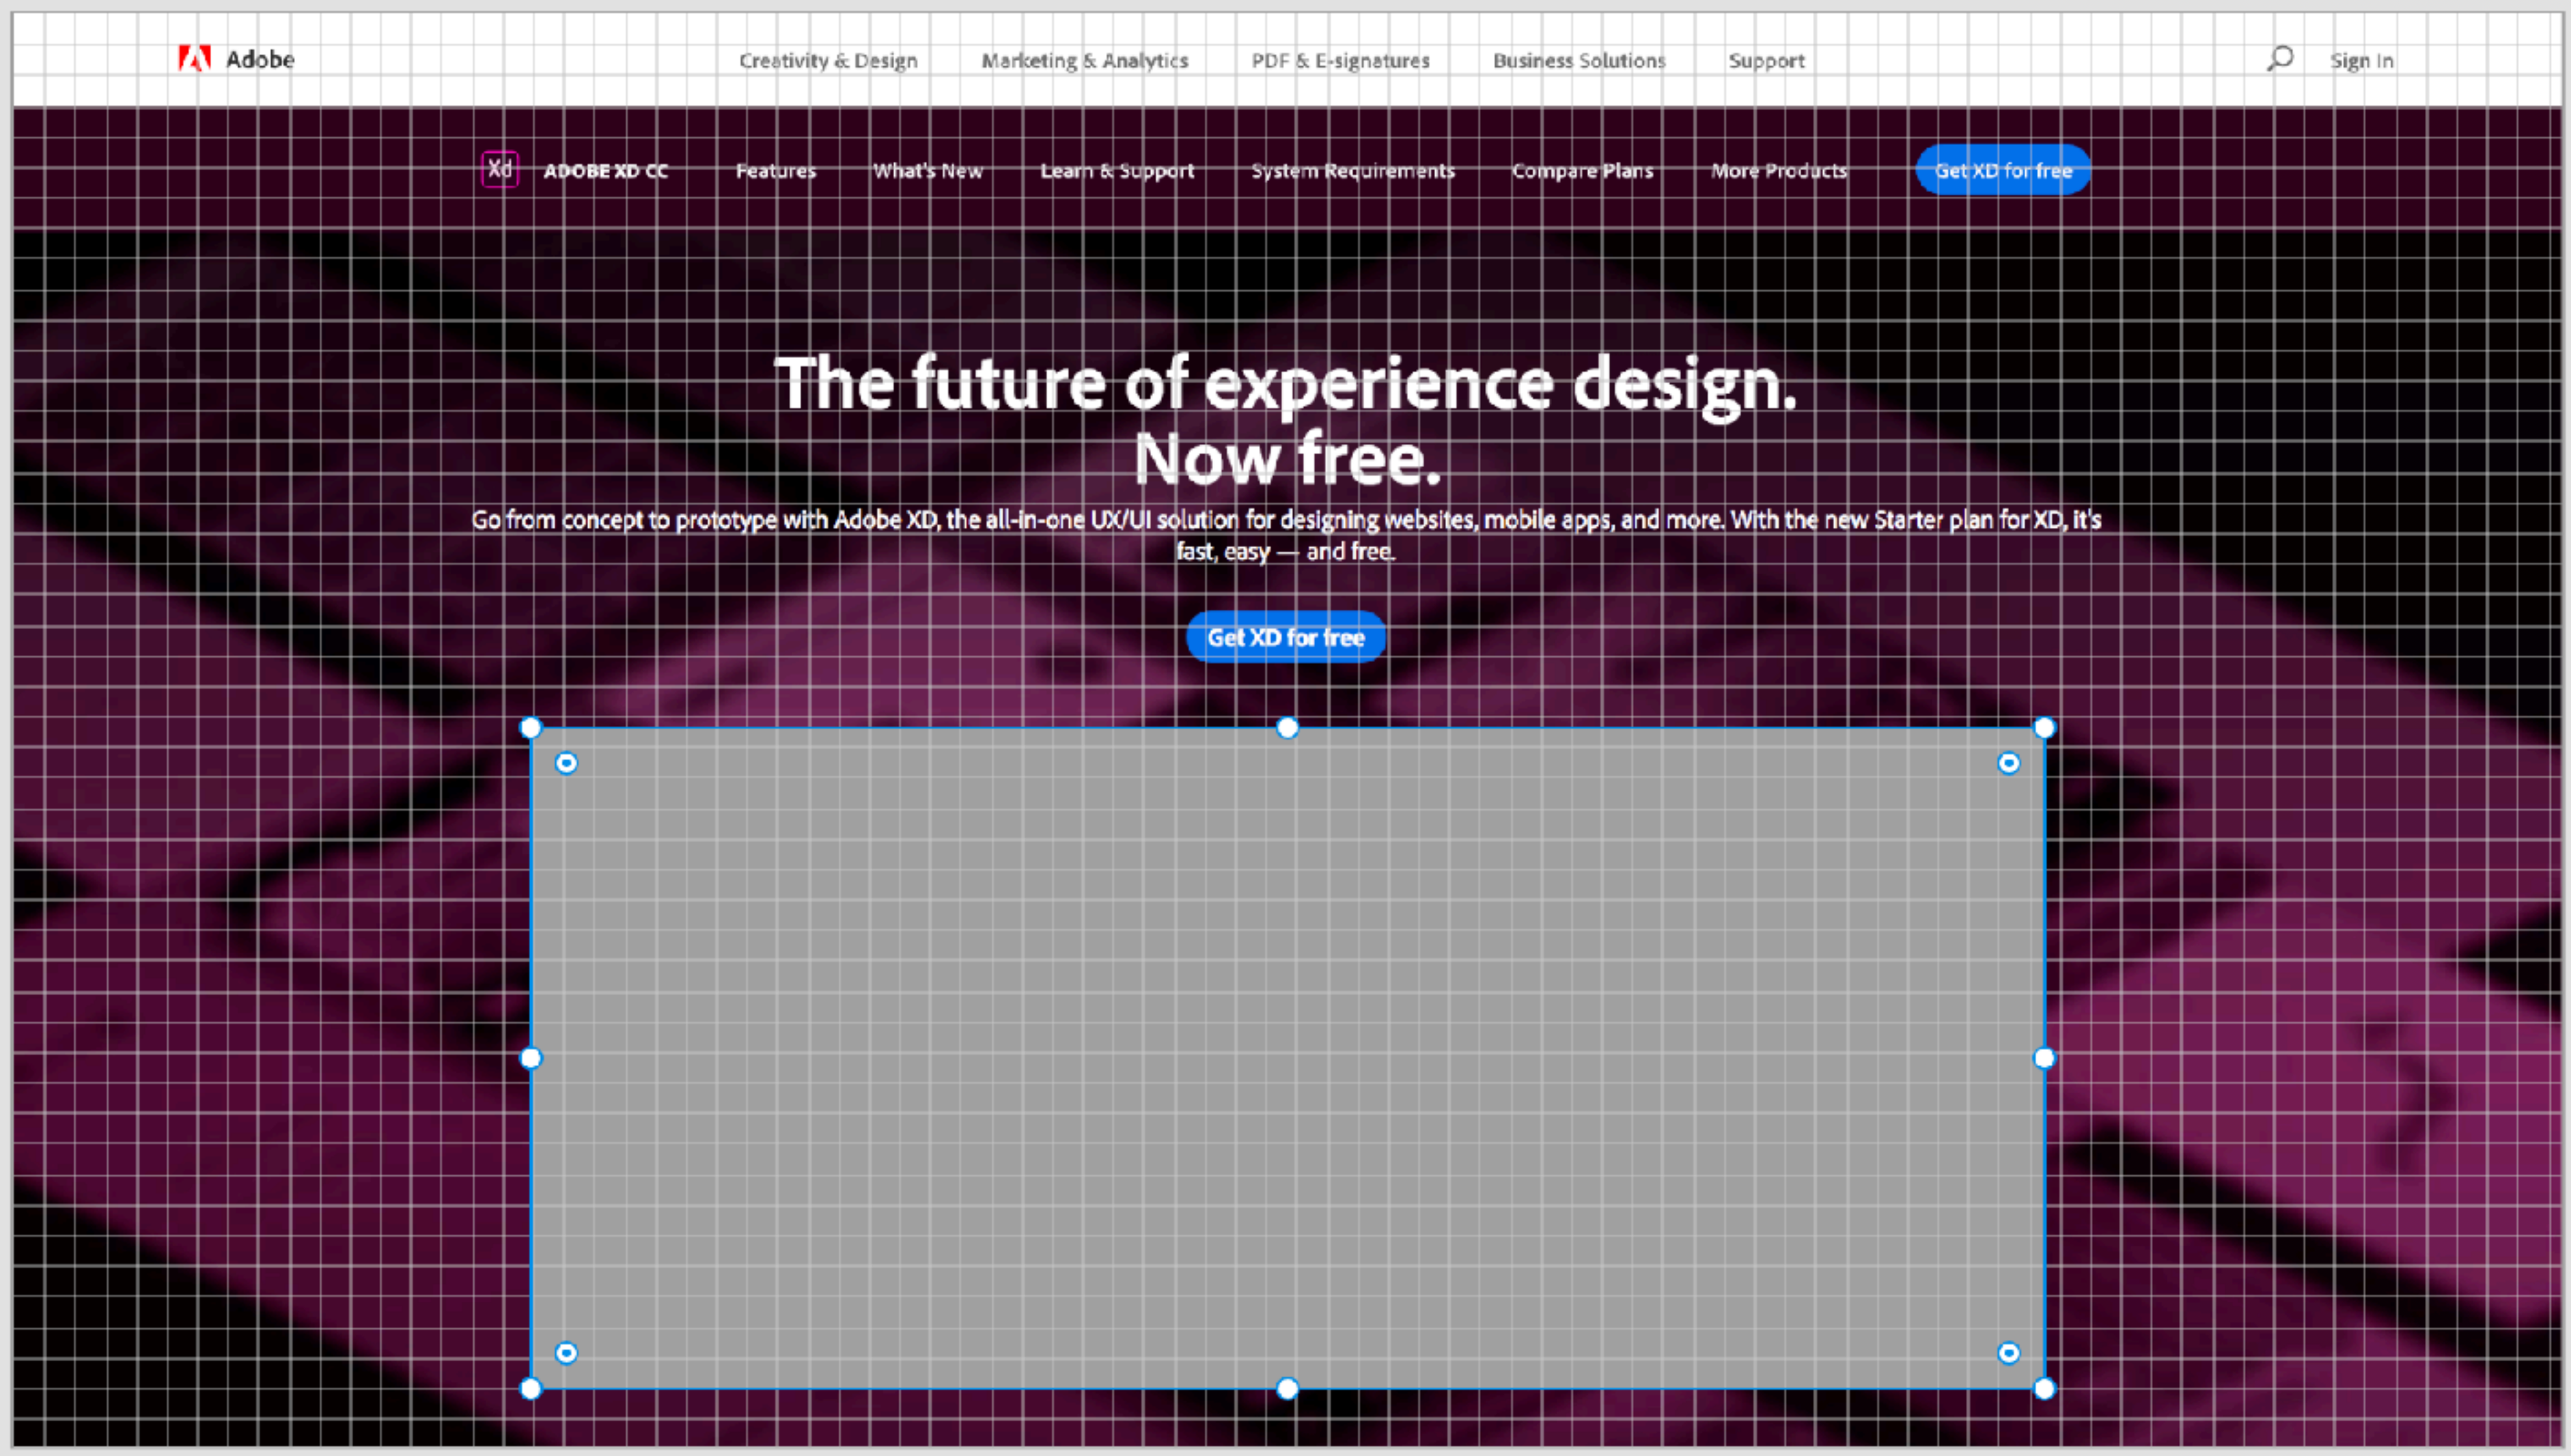 Adobe Creativity & Design Marketing & Analytics PDF & E-signatures Business Solutions Support Sign In
Xd ADOBE XD CC Features What's New Learn & Support System Requirements Compare Plans More Products Get XD for free
The future of experience design.
Now free.
Go from concept to prototype with Adobe XD, the all-in-one UX/UI solution for designing websites, mobile apps, and more. With the new Starter plan for XD, it's
fast, easy — and free.
Get XD for free